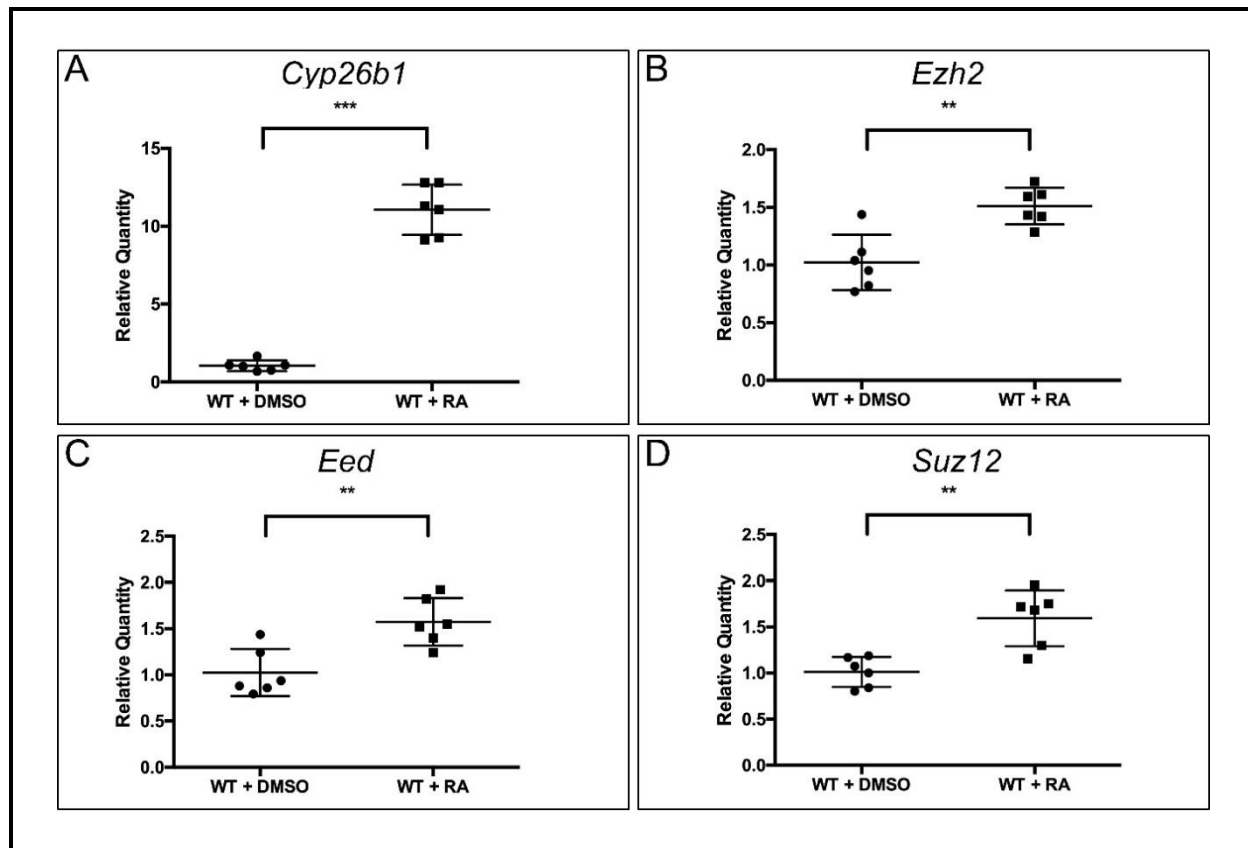 A
Cyp26b1
***
Relative Quantity
15
10
5
0
WT + DMSO
WT + RA
B
Ezh2
**
Relative Quantity
2.0
1.5
1.0
0.5
0.0
WT + DMSO
WT + RA
C
Eed
**
Relative Quantity
2.5
2.0
1.5
1.0
0.5
0.0
WT + DMSO
WT + RA
D
Suz12
**
Relative Quantity
2.5
2.0
1.5
1.0
0.5
0.0
WT + DMSO
WT + RA